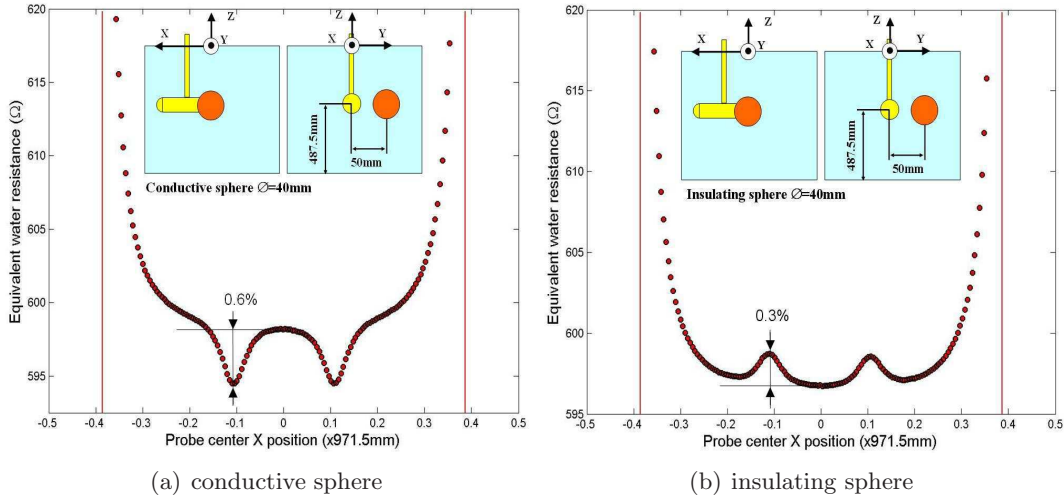 620
615
610
605
600
595
Equivalent water resistance (Ω)
Z
X
Y
Z
X
Y
487.5mm
50mm
Conductive sphere ∅=40mm
0.6%
-0.5
-0.4
-0.3
-0.2
-0.1
0
0.1
0.2
0.3
0.4
0.5
Probe center X position (x971.5mm)
(a) conductive sphere
620
615
610
605
600
595
Equivalent water resistance (Ω)
Z
X
Y
Z
X
Y
487.5mm
50mm
Insulating sphere ∅=40mm
0.3%
-0.5
-0.4
-0.3
-0.2
-0.1
0
0.1
0.2
0.3
0.4
0.5
Probe center X position (x971.5mm)
(b) insulating sphere